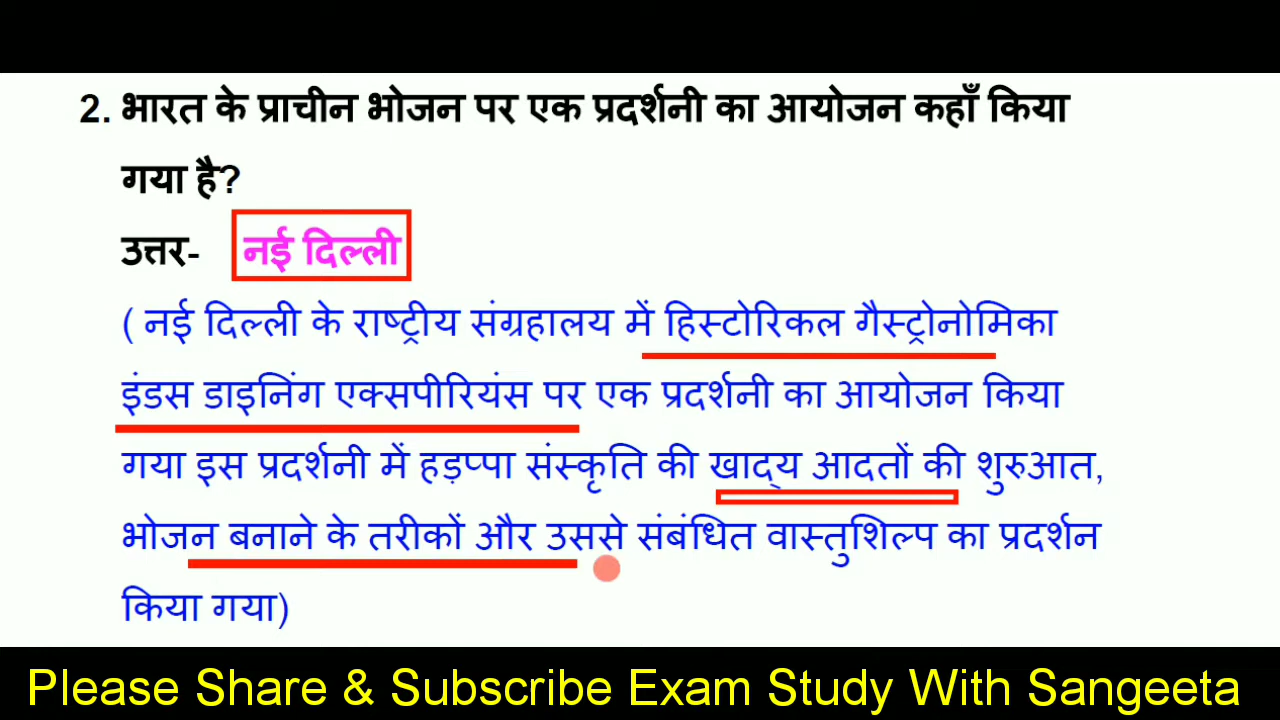 2. भारत के प्राचीन भोजन पर एक प्रदर्शनी का आयोजन कहाँ किया
गया है?
उत्तर- नई दिल्ली
( नई दिल्ली के राष्ट्रीय संग्रहालय में हिस्टोरिकल गैस्ट्रोनोमिका
इंडस डाइनिंग एक्सपीरियंस पर एक प्रदर्शनी का आयोजन किया
गया इस प्रदर्शनी में हड़प्पा संस्कृति की खाद्य आदतों की शुरुआत,
भोजन बनाने के तरीकों और उससे संबंधित वास्तुशिल्प का प्रदर्शन
किया गया)
Please Share & Subscribe Exam Study With Sangeeta